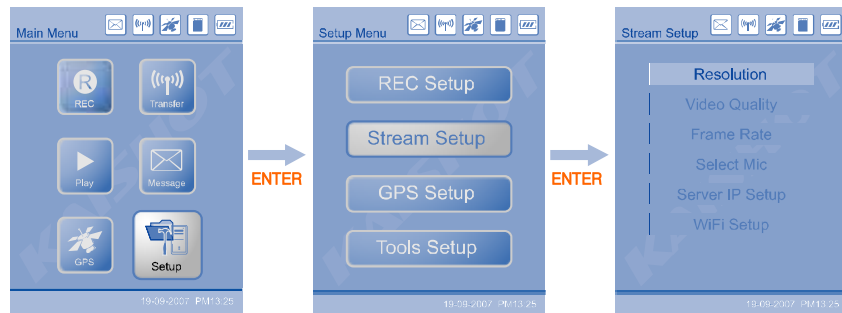 Main Menu
R
REC
Transfer
Play
Message
GPS
Setup
19-09-2007 PM13:25
KAISHOT
ENTER
Setup Menu
REC Setup
Stream Setup
GPS Setup
Tools Setup
19-09-2007 PM13:25
KAISHOT
ENTER
Stream Setup
Resolution
Video Quality
Frame Rate
Select Mic
Server IP Setup
WiFi Setup
19-09-2007 PM13:25